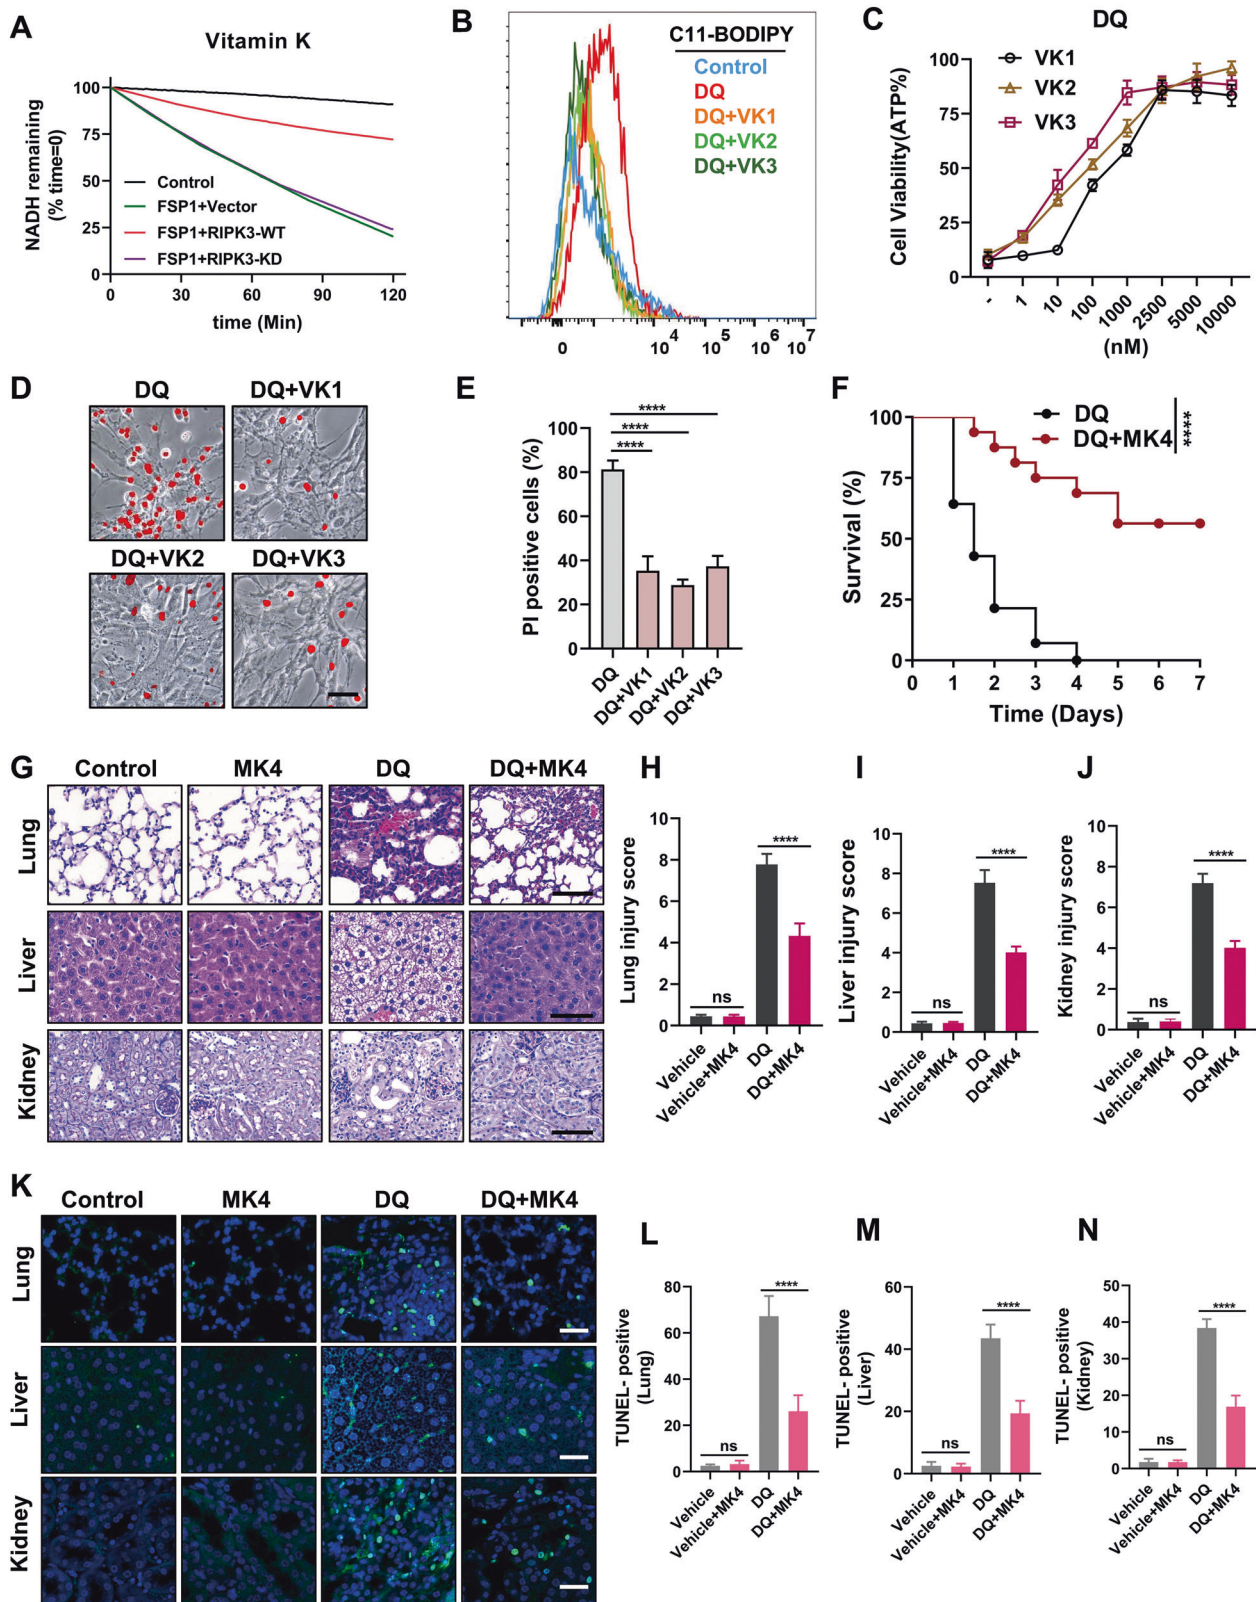 A
Vitamin K
NADH remaining
(% time=0)
100
75
50
25
0
Control
FSP1+Vector
FSP1+RIPK3-WT
FSP1+RIPK3-KD
0 30 60 90 120
time (Min)
B
C11-BODIPY
Control
DQ
DQ+VK1
DQ+VK2
DQ+VK3
0 10^4 10^5 10^6 10^7
C
DQ
Cell Viability(ATP%)
100
75
50
25
0
VK1
VK2
VK3
- 1 10 100 1000 2500 5000 10000
(nM)
D
DQ DQ+VK1
DQ+VK2 DQ+VK3
E
PI positive cells (%)
100
80
60
40
20
0
****
****
****
DQ DQ+VK1 DQ+VK2 DQ+VK3
F
Survival (%)
100
75
50
25
0
DQ
DQ+MK4
****
0 1 2 3 4 5 6 7
Time (Days)
G
Control MK4 DQ DQ+MK4
Lung
Liver
Kidney
H
Lung injury score
10
8
6
4
2
0
ns
****
Vehicle Vehicle+MK4 DQ DQ+MK4
I
Liver injury score
8
6
4
2
0
ns
****
Vehicle Vehicle+MK4 DQ DQ+MK4
J
Kidney injury score
10
8
6
4
2
0
ns
****
Vehicle Vehicle+MK4 DQ DQ+MK4
K
Control MK4 DQ DQ+MK4
Lung
Liver
Kidney
L
TUNEL- positive
(Lung)
80
60
40
20
0
ns
****
Vehicle Vehicle+MK4 DQ DQ+MK4
M
TUNEL- positive
(Liver)
60
40
20
0
ns
****
Vehicle Vehicle+MK4 DQ DQ+MK4
N
TUNEL- positive
(Kidney)
50
40
30
20
10
0
ns
****
Vehicle Vehicle+MK4 DQ DQ+MK4